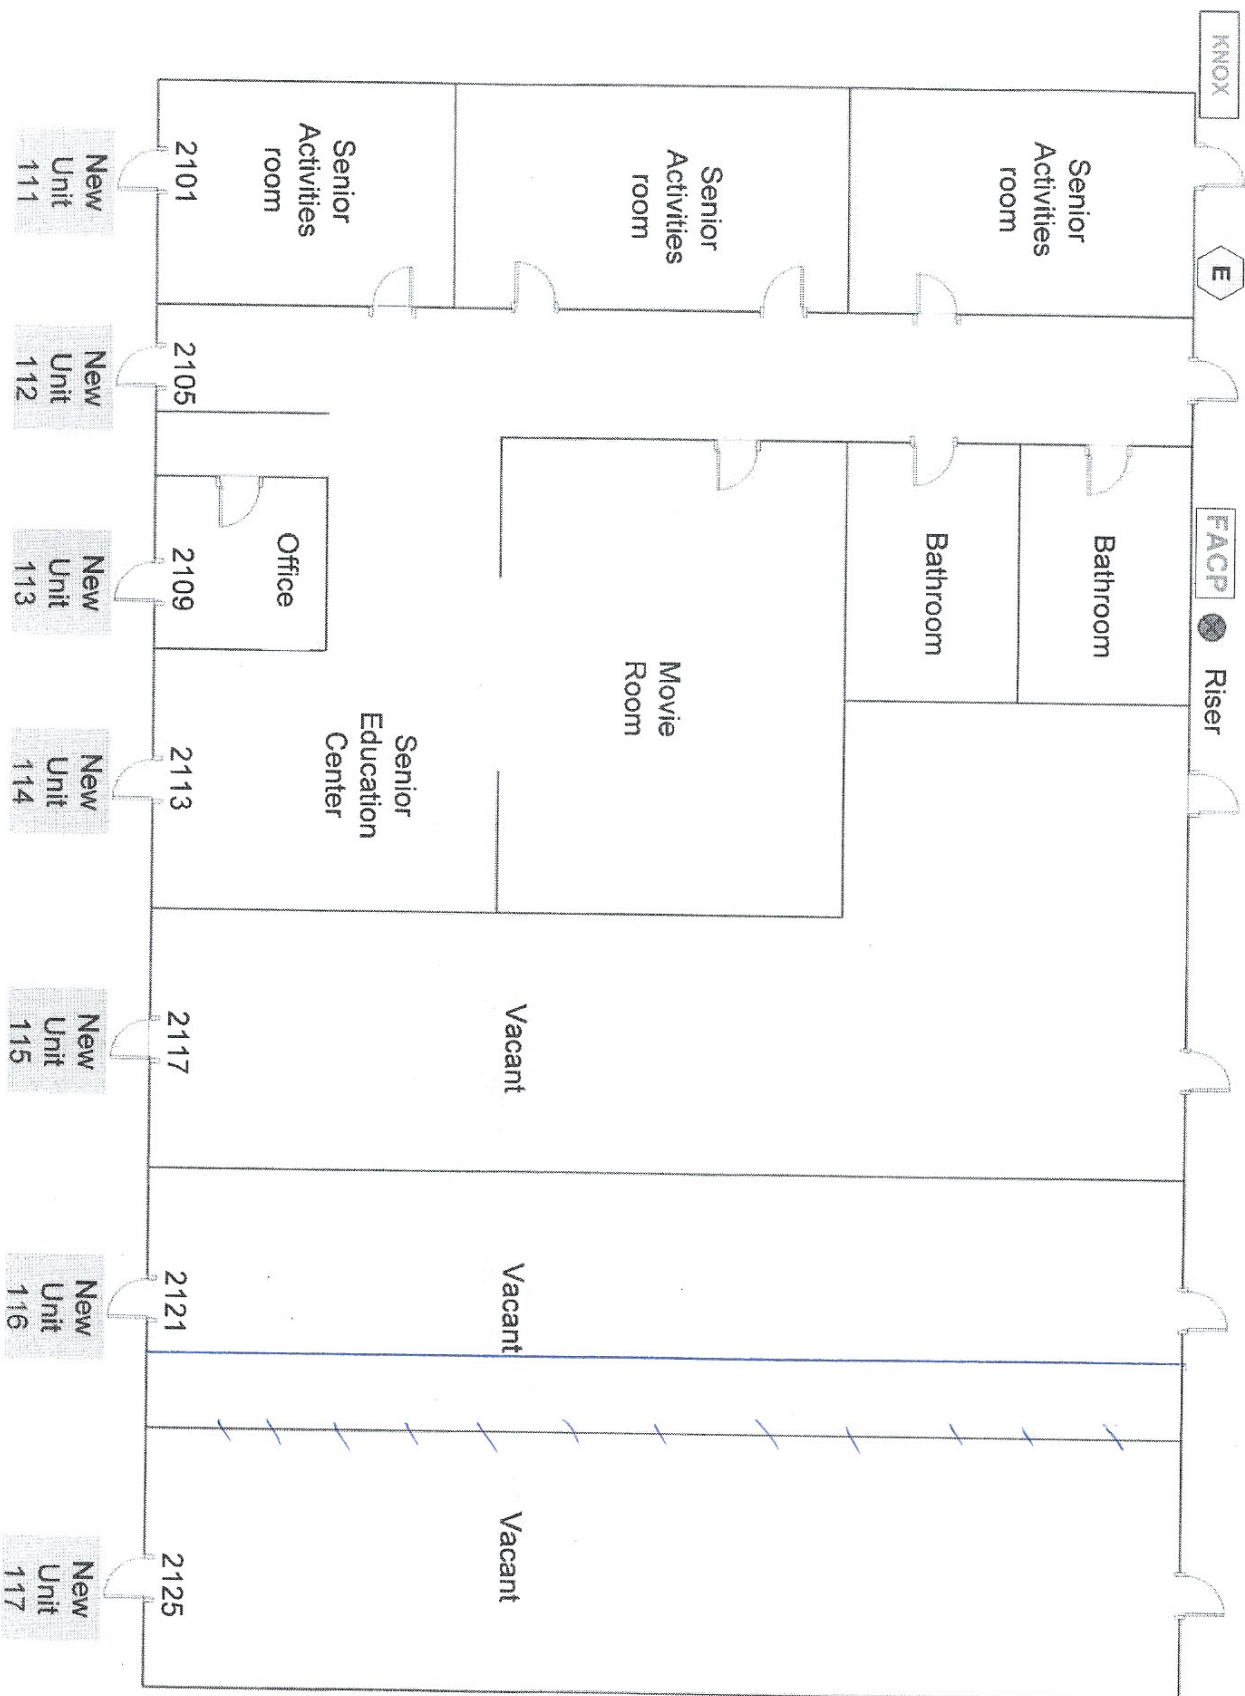 KNOX
E
FACP
Riser
Senior
Activities
room
Bathroom
Bathroom
Senior
Activities
room
Movie
Room
Vacant
Vacant
Vacant
Senior
Activities
room
Office
Senior
Education
Center
2101
2105
2109
2113
2117
2121
2125
New
Unit
111
New
Unit
112
New
Unit
113
New
Unit
114
New
Unit
115
New
Unit
116
New
Unit
117